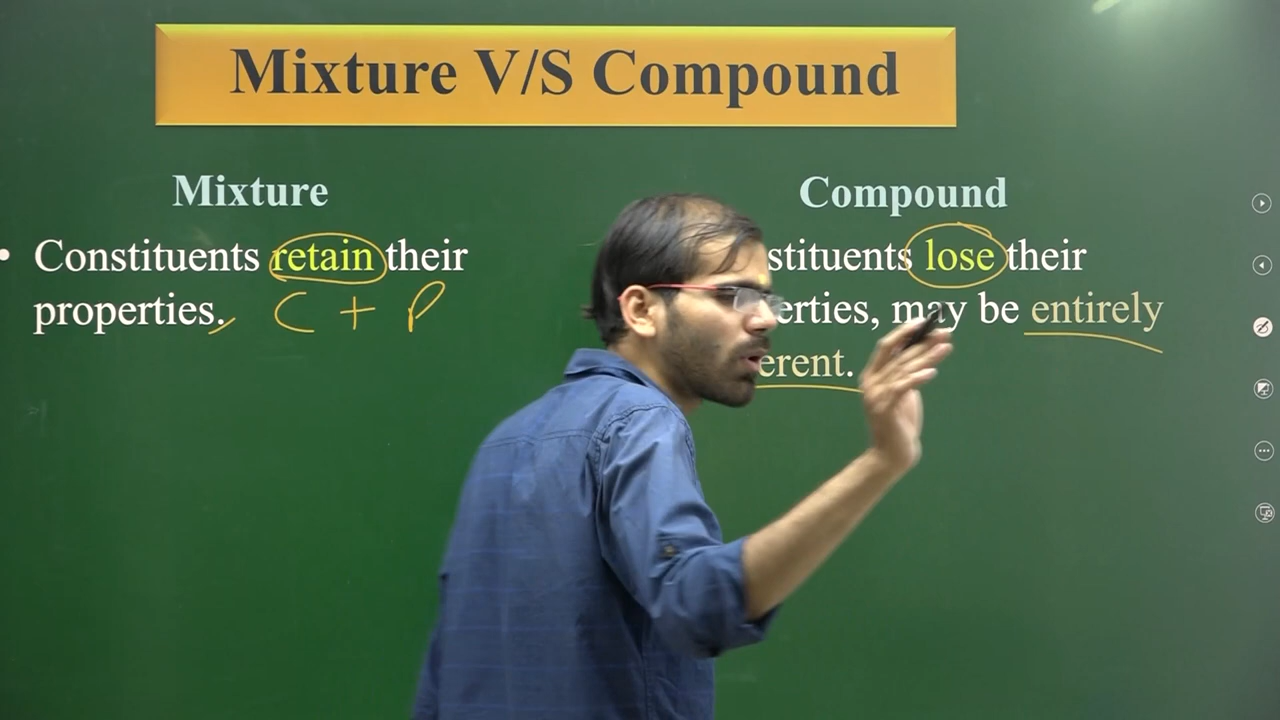 Mixture V/S Compound
Mixture
• Constituents retain their
properties.
C + P
Compound
stituents lose their
erties, may be entirely
erent.